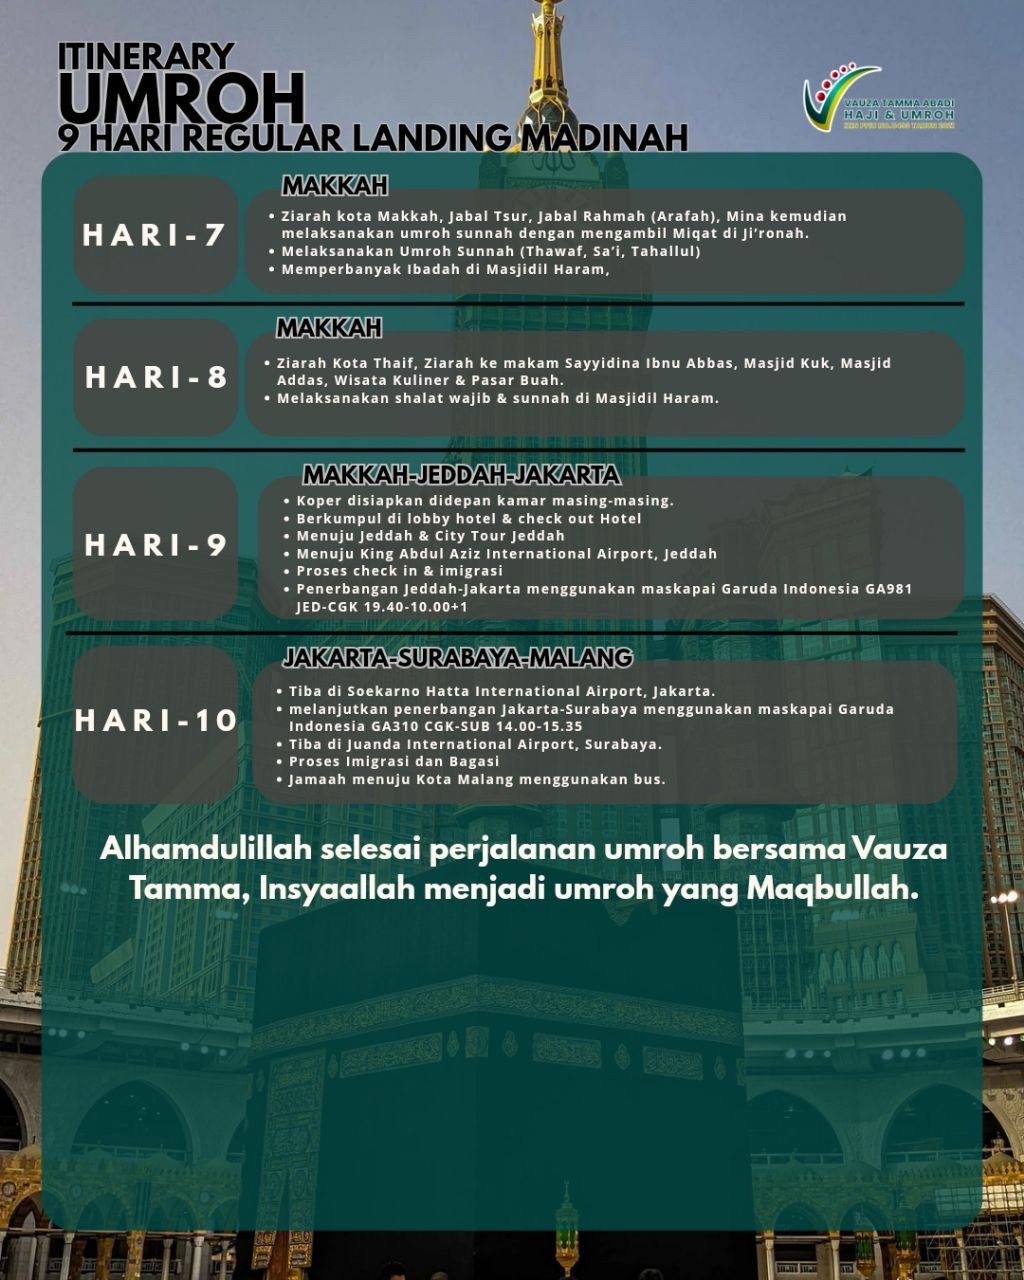 ITINERARY
UMROH
9 HARI REGULAR LANDING MADINAH
VAUZA TAMMA ABADI
HAJI & UMROH
HARI-7
MAKKAH
• Ziarah kota Makkah, Jabal Tsur, Jabal Rahmah (Arafah), Mina kemudian
melaksanakan umroh sunnah dengan mengambil Miqat di Ji’ronah.
• Melaksanakan Umroh Sunnah (Thawaf, Sa’i, Tahallul)
• Memperbanyak Ibadah di Masjidil Haram,
HARI-8
MAKKAH
• Ziarah Kota Thaif, Ziarah ke makam Sayyidina Ibnu Abbas, Masjid Kuk, Masjid
Addas, Wisata Kuliner & Pasar Buah.
• Melaksanakan shalat wajib & sunnah di Masjidil Haram.
HARI-9
MAKKAH-JEDDAH-JAKARTA
• Koper disiapkan didepan kamar masing-masing.
• Berkumpul di lobby hotel & check out Hotel
• Menuju Jeddah & City Tour Jeddah
• Menuju King Abdul Aziz International Airport, Jeddah
• Proses check in & imigrasi
• Penerbangan Jeddah-Jakarta menggunakan maskapai Garuda Indonesia GA981
JED-CGK 19.40-10.00+1
HARI-10
JAKARTA-SURABAYA-MALANG
• Tiba di Soekarno Hatta International Airport, Jakarta.
• melanjutkan penerbangan Jakarta-Surabaya menggunakan maskapai Garuda
Indonesia GA310 CGK-SUB 14.00-15.35
• Tiba di Juanda International Airport, Surabaya.
• Proses Imigrasi dan Bagasi
• Jamaah menuju Kota Malang menggunakan bus.
Alhamdulillah selesai perjalanan umroh bersama Vauza
Tamma, Insyaallah menjadi umroh yang Maqbullah.